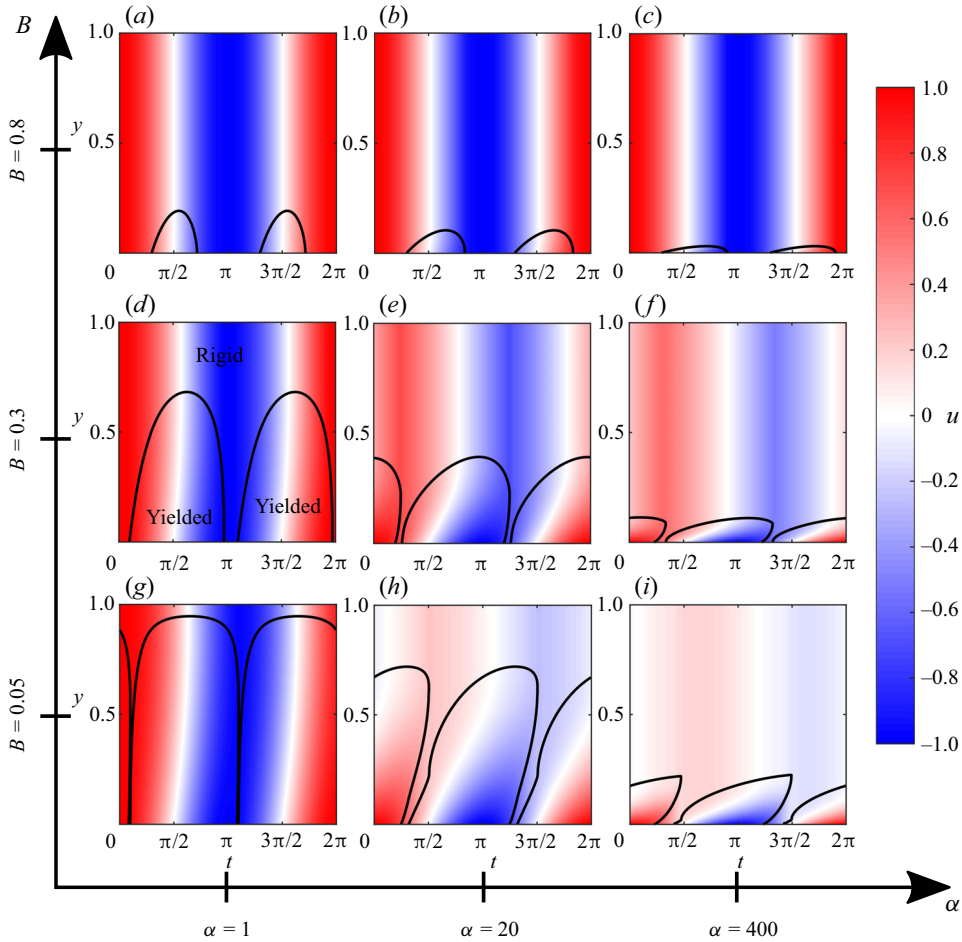 B
(a) (b) (c)
1.0 1.0 1.0
B = 0.8 y 0.5 0.5 0.5
0 π/2 π 3π/2 2π 0 π/2 π 3π/2 2π 0 π/2 π 3π/2 2π
(d) (e) (f)
1.0 1.0 1.0
Rigid
B = 0.3 y 0.5 0.5 0.5
Yielded Yielded
0 π/2 π 3π/2 2π 0 π/2 π 3π/2 2π 0 π/2 π 3π/2 2π
(g) (h) (i)
1.0 1.0 1.0
B = 0.05 y 0.5 0.5 0.5
0 π/2 π 3π/2 2π 0 π/2 π 3π/2 2π 0 π/2 π 3π/2 2π
t t t
α = 1 α = 20 α = 400
α
1.0
0.8
0.6
0.4
0.2
0 u
–0.2
–0.4
–0.6
–0.8
–1.0